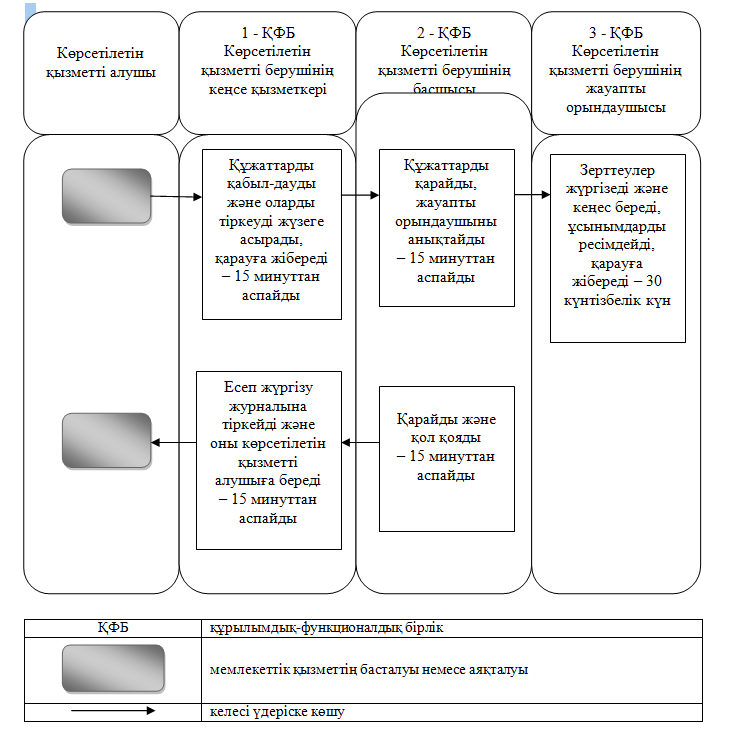 Көрсетілетін
қызметті алушы
1 - ҚФБ
Көрсетілетін
қызметті берушінің
кеңсе қызметкері
2 - ҚФБ
Көрсетілетін
қызметті берушінің
басшысы
3 - ҚФБ
Көрсетілетін
қызметті берушінің
жауапты
орындаушысы
Құжаттарды
қабыл-дауды
және оларды
тіркеуді жүзеге
асырады,
қарауға жібереді
– 15 минуттан
аспайды
Құжаттарды
қарайды,
жауапты
орындаушыны
анықтайды
– 15 минуттан
аспайды
Зерттеулер
жүргізеді және
кеңес береді,
ұсынымдарды
ресімдейді,
қарауға
жібереді – 30
күнтізбелік күн
Есеп жүргізу
журналына
тіркейді және
оны көрсетілетін
қызметті
алушыға береді
– 15 минуттан
аспайды
Қарайды және
қол қояды
– 15 минуттан
аспайды
ҚФБ
құрылымдық-функционалдық бірлік
мемлекеттік қызметтің басталуы немесе аяқталуы
келесі үдеріске көшу